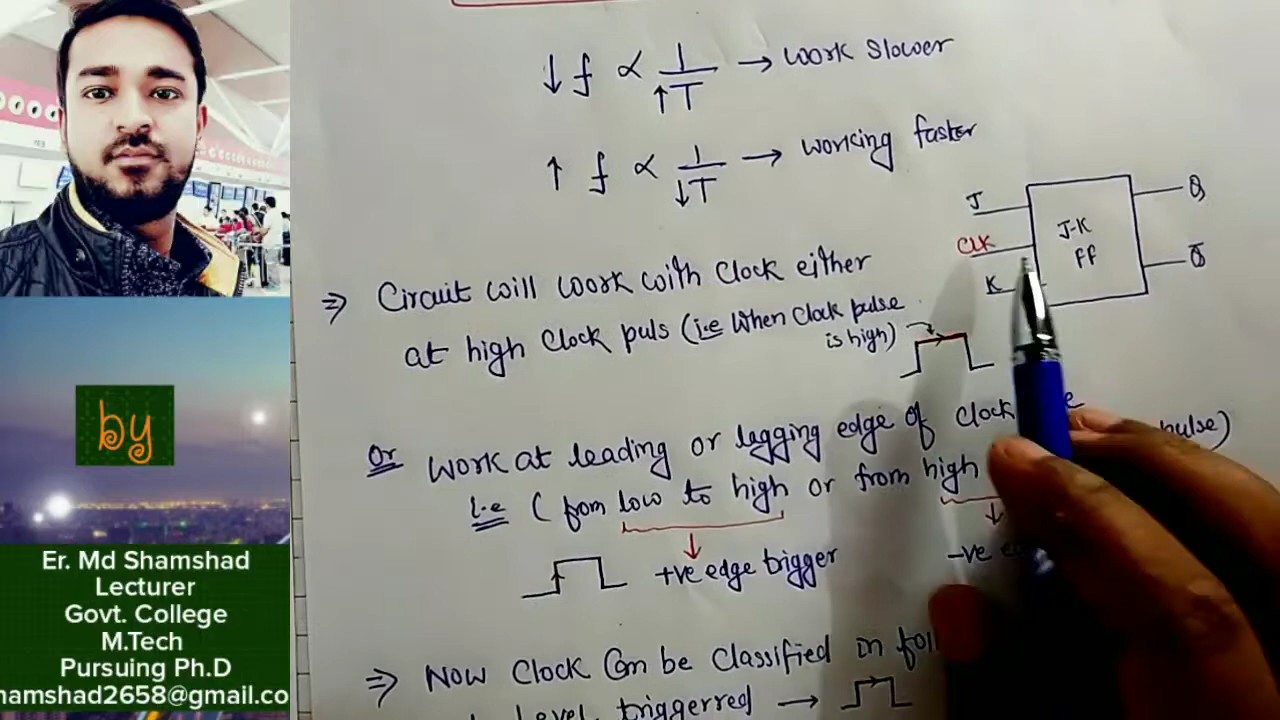 ↓ f ∝ 1/↑T → work slower
↑ f ∝ 1/↓T → working faster
J
CLK
K
J-K
FF
Q
Q̅
⇒ Circuit will work with Clock either
at high Clock puls (i.e When Clock pulse
is high)
Or Work at leading or lagging edge of Clock
i.e ( from low to high or from high pulse)
+ve edge trigger
-ve
⇒ Now Clock Can be Classified in
Level triggerred →
by
Er. Md Shamshad
Lecturer
Govt. College
M.Tech
Pursuing Ph.D
hamshad2658@gmail.co